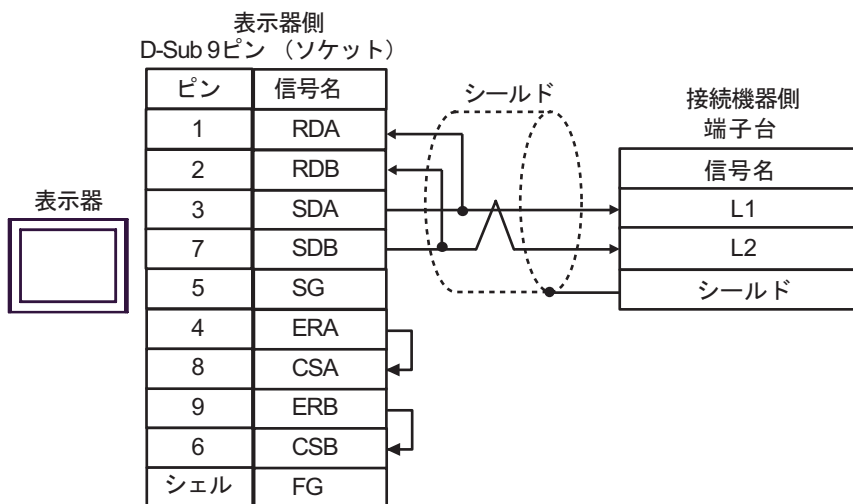 表示器側
D-Sub 9ピン （ソケット）
ピン 信号名
1 RDA
2 RDB
3 SDA
7 SDB
5 SG
4 ERA
8 CSA
9 ERB
6 CSB
シェル FG
表示器
シールド
接続機器側
端子台
信号名
L1
L2
シールド